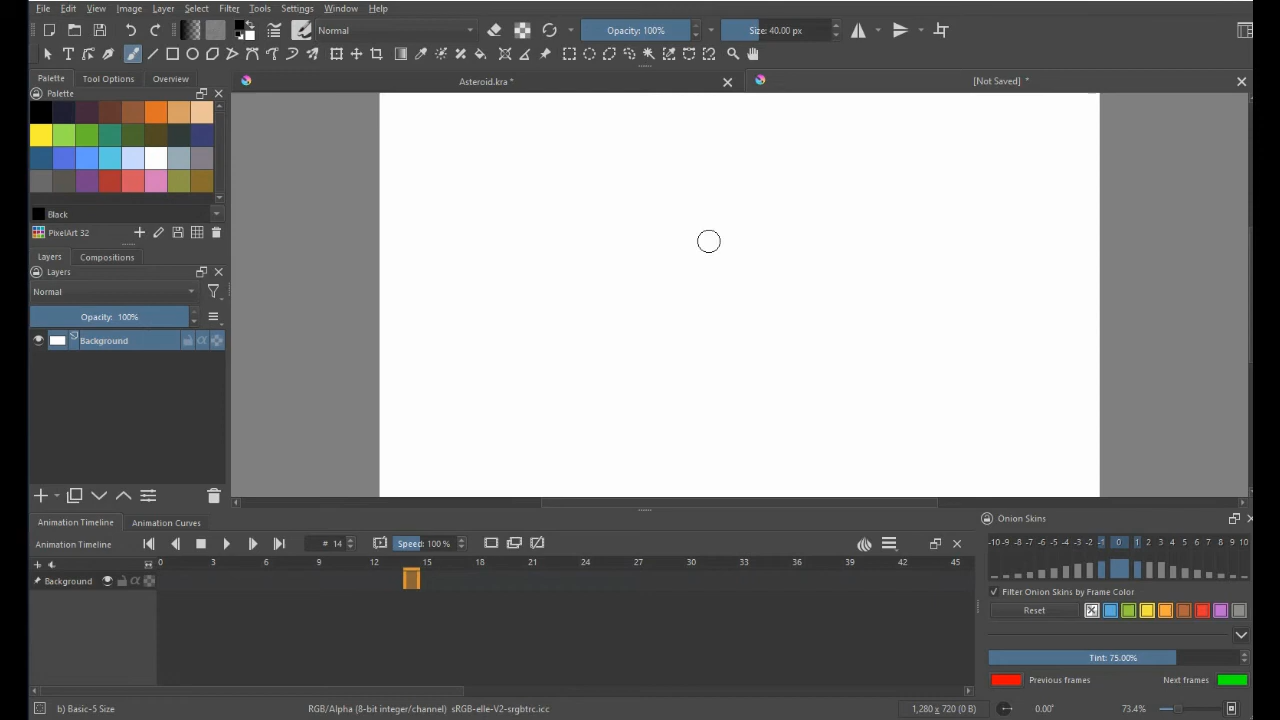 File Edit View Image Layer Select Filter Tools Settings Window Help
Normal Opacity: 100% Size: 40.00 px
Palette Tool Options Overview Asteroid.kra * [Not Saved] *
Palette
Black
PixelArt 32
Layers Compositions
Layers
Normal
Opacity: 100%
Background
Animation Timeline Animation Curves Onion Skins
Animation Timeline # 14 Speed: 100 %
-10 -9 -8 -7 -6 -5 -4 -3 -2 -1 0 1 2 3 4 5 6 7 8 9 10
0 3 6 9 12 15 18 21 24 27 30 33 36 39 42 45
Background
Filter Onion Skins by Frame Color
Reset
Tint: 75.00%
Previous frames Next frames
b) Basic-5 Size RGB/Alpha (8-bit integer/channel) sRGB-elle-V2-srgbtrc.icc 1,280 x 720 (0 B) 0.00° 73.4%